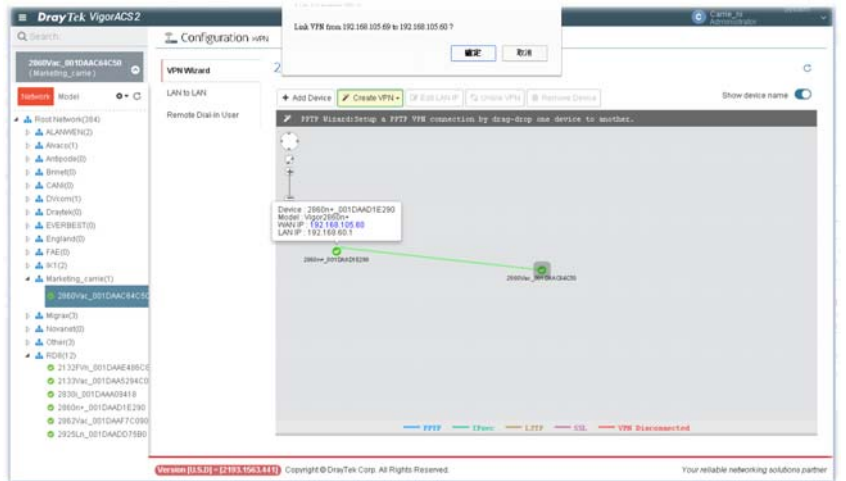 DrayTek VigorACS2
Search
Configuration »VPN
Link VPN from 192.168.105.69 to 192.168.105.60 ?
確定 取消
Carrie_ni
Administrator
2860Vac_001DAAC64C50
(Marketing_carrie)
Network Model
Root Network(384)
ALANWEN(2)
Alvacs(1)
Antipode(0)
Brinet(0)
CANI(0)
DVcom(1)
Draytek(0)
EVERBEST(0)
England(0)
FAE(0)
Marketing_carrie(1)
2860Vac_001DAAC64C50
Migrax(3)
Novanet(0)
Other(3)
RD8(12)
2132FVn_001DAAE486C8
2133Vac_001DAA5294C0
2830i_001DAAA09418
2860n+_001DAAD1E290
2862Vac_001DAAF7C090
2925Ln_001DAADD75B0
VPN Wizard
LAN to LAN
Remote Dial-in User
2
Add Device Create VPN Edit LAN IP Unlink VPN Remove Device
Show device name
PPTP Wizard:Setup a PPTP VPN connection by drag-drop one device to another.
Device : 2860n+_001DAAD1E290
Model : Vigor2860n+
WAN IP : 192.168.105.60
LAN IP : 192.168.60.1
2860n+_001DAAD1E290
2860Vac_001DAAC64C50
PPTP IPsec L2TP SSL VPN Disconnected
Version [U.S.D] - [2193.1563.441] Copyright © DrayTek Corp. All Rights Reserved.
Your reliable networking solutions partner